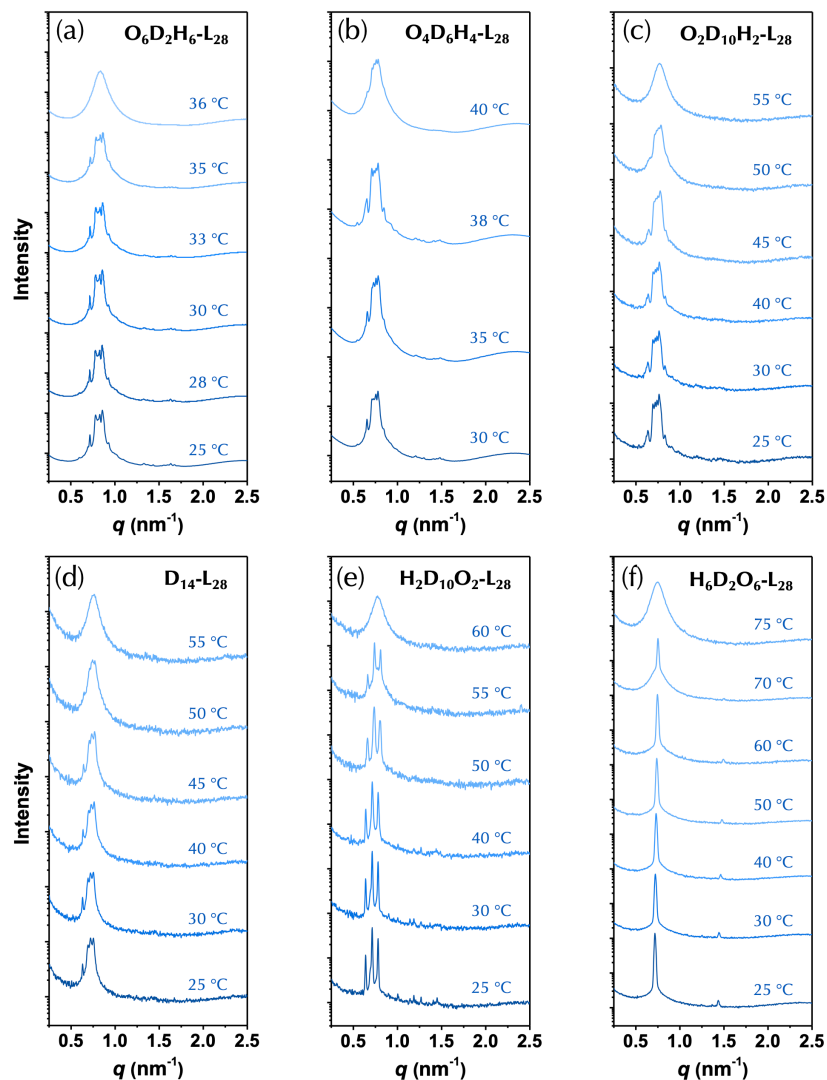 (a) O₆D₂H₆-L₂₈
36 °C
35 °C
33 °C
30 °C
28 °C
25 °C
0.5 1.0 1.5 2.0 2.5
q (nm⁻¹)
Intensity
(b) O₄D₆H₄-L₂₈
40 °C
38 °C
35 °C
30 °C
0.5 1.0 1.5 2.0 2.5
q (nm⁻¹)
(c) O₂D₁₀H₂-L₂₈
55 °C
50 °C
45 °C
40 °C
30 °C
25 °C
0.5 1.0 1.5 2.0 2.5
q (nm⁻¹)
(d) D₁₄-L₂₈
55 °C
50 °C
45 °C
40 °C
30 °C
25 °C
0.5 1.0 1.5 2.0 2.5
q (nm⁻¹)
Intensity
(e) H₂D₁₀O₂-L₂₈
60 °C
55 °C
50 °C
40 °C
30 °C
25 °C
0.5 1.0 1.5 2.0 2.5
q (nm⁻¹)
(f) H₆D₂O₆-L₂₈
75 °C
70 °C
60 °C
50 °C
40 °C
30 °C
25 °C
0.5 1.0 1.5 2.0 2.5
q (nm⁻¹)